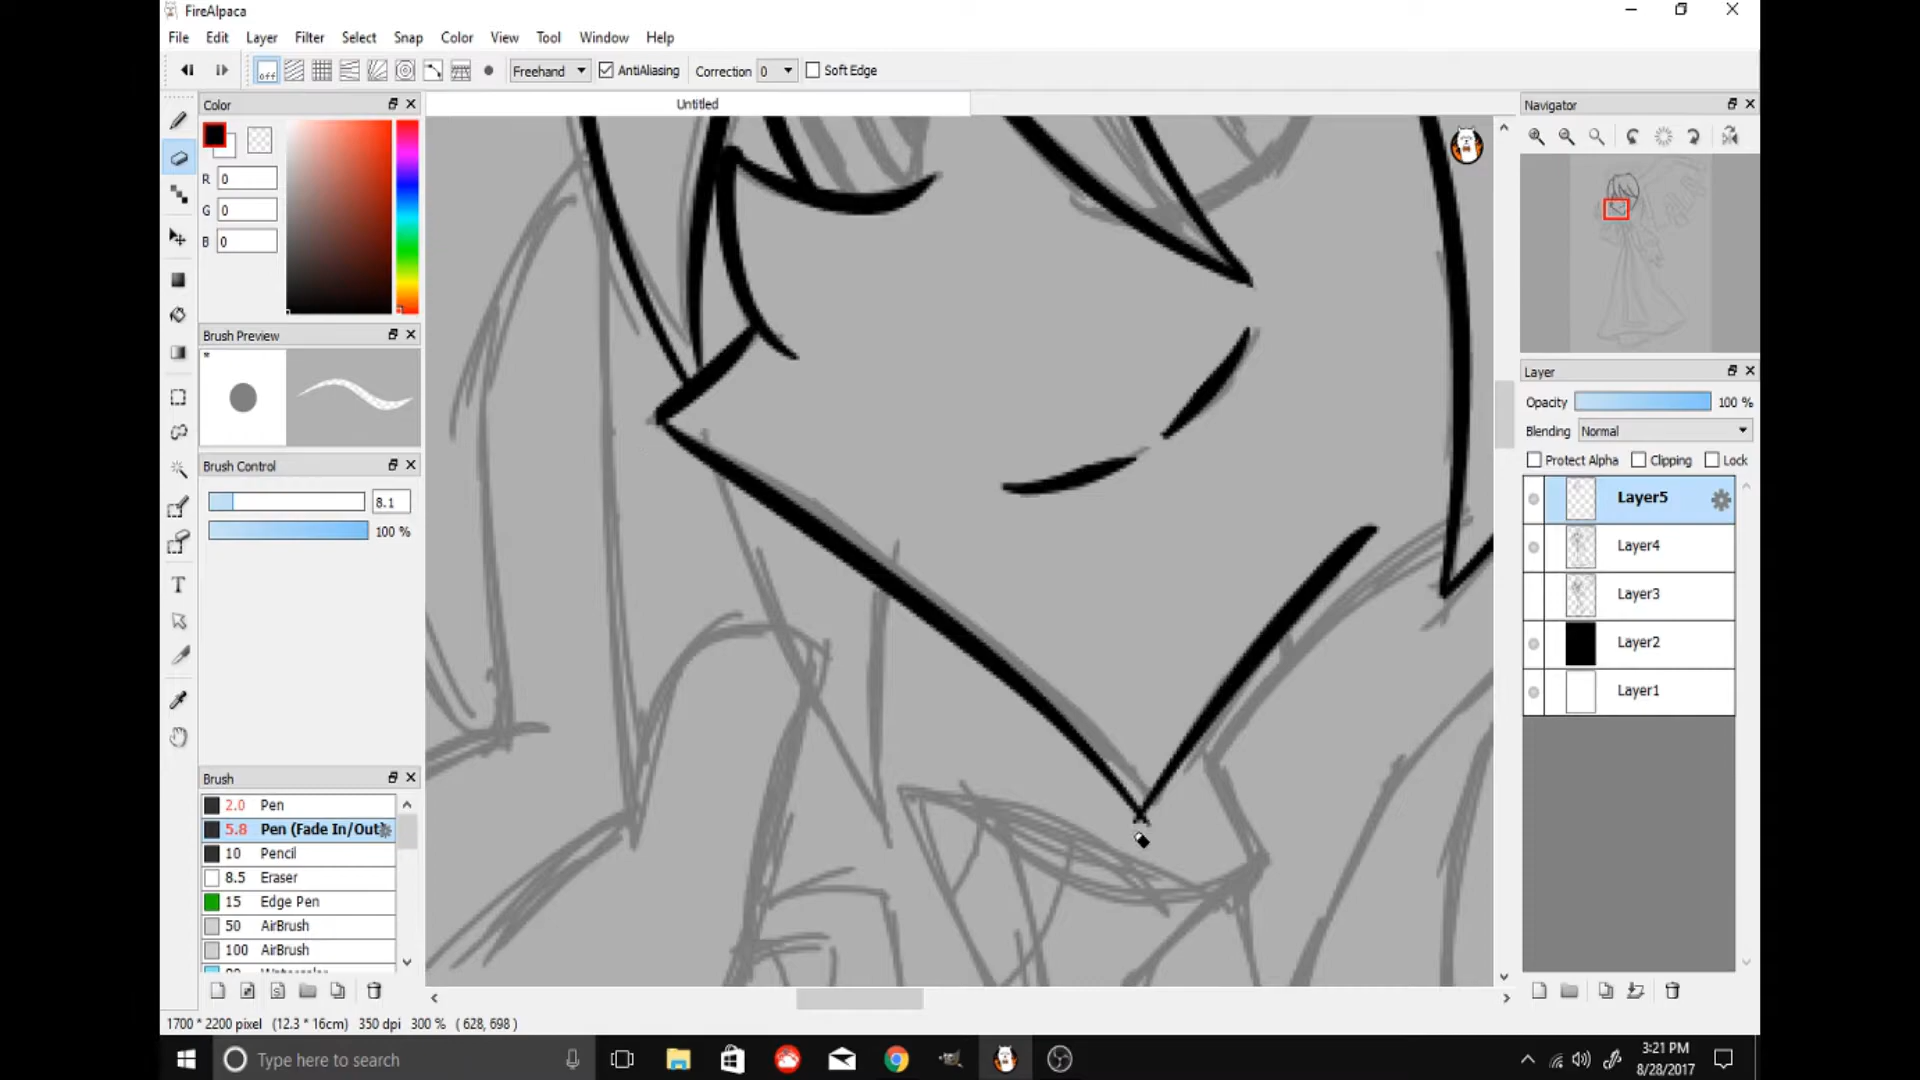 FireAlpaca
File Edit Layer Filter Select Snap Color View Tool Window Help
off Freehand AntiAliasing Correction 0 Soft Edge
Color
Untitled
Navigator
R 0
G 0
B 0
Brush Preview
*
Layer
Opacity 100 %
Blending Normal
Protect Alpha Clipping Lock
Brush Control
8.1
100 %
Layer5
Layer4
Layer3
Layer2
Layer1
T
Brush
2.0 Pen
5.8 Pen (Fade In/Out)
10 Pencil
8.5 Eraser
15 Edge Pen
50 AirBrush
100 AirBrush
1700 * 2200 pixel (12.3 * 16cm) 350 dpi 300 % ( 628, 698 )
Type here to search
3:21 PM
8/28/2017